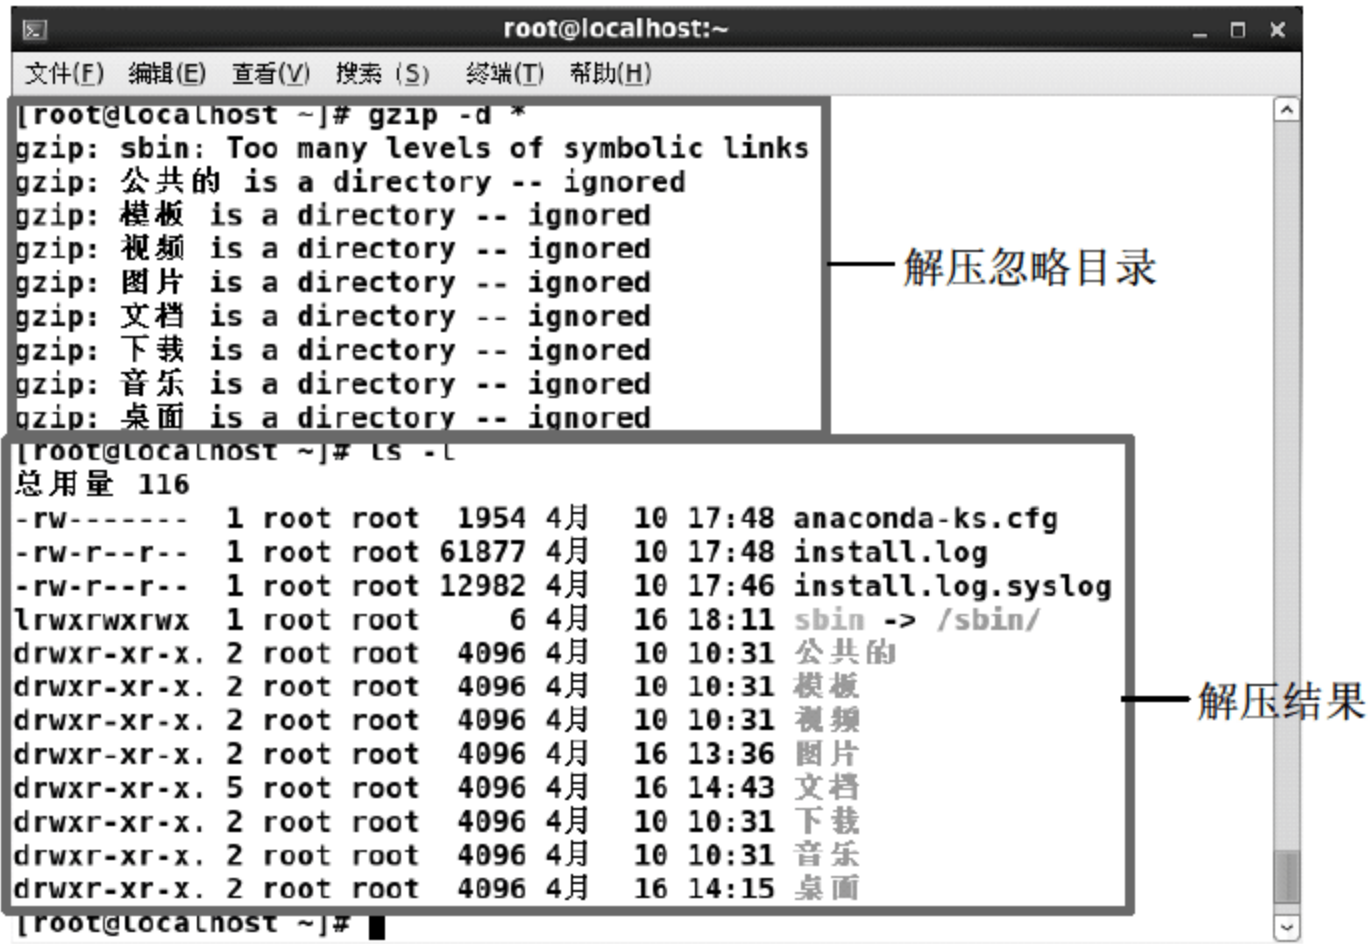 root@localhost:~
文件(F) 编辑(E) 查看(V) 搜索 (S) 终端(T) 帮助(H)
[root@localhost ~]# gzip -d *
gzip: sbin: Too many levels of symbolic links
gzip: 公共的 is a directory -- ignored
gzip: 模板 is a directory -- ignored
gzip: 视频 is a directory -- ignored
gzip: 图片 is a directory -- ignored
gzip: 文档 is a directory -- ignored
gzip: 下载 is a directory -- ignored
gzip: 音乐 is a directory -- ignored
gzip: 桌面 is a directory -- ignored
解压忽略目录
[root@localhost ~]# ls -l
总用量 116
-rw------- 1 root root 1954 4月 10 17:48 anaconda-ks.cfg
-rw-r--r-- 1 root root 61877 4月 10 17:48 install.log
-rw-r--r-- 1 root root 12982 4月 10 17:46 install.log.syslog
lrwxrwxrwx 1 root root 6 4月 16 18:11 sbin -> /sbin/
drwxr-xr-x. 2 root root 4096 4月 10 10:31 公共的
drwxr-xr-x. 2 root root 4096 4月 10 10:31 模板
drwxr-xr-x. 2 root root 4096 4月 10 10:31 视频
drwxr-xr-x. 2 root root 4096 4月 16 13:36 图片
drwxr-xr-x. 5 root root 4096 4月 16 14:43 文档
drwxr-xr-x. 2 root root 4096 4月 10 10:31 下载
drwxr-xr-x. 2 root root 4096 4月 10 10:31 音乐
drwxr-xr-x. 2 root root 4096 4月 16 14:15 桌面
解压结果
[root@localhost ~]#